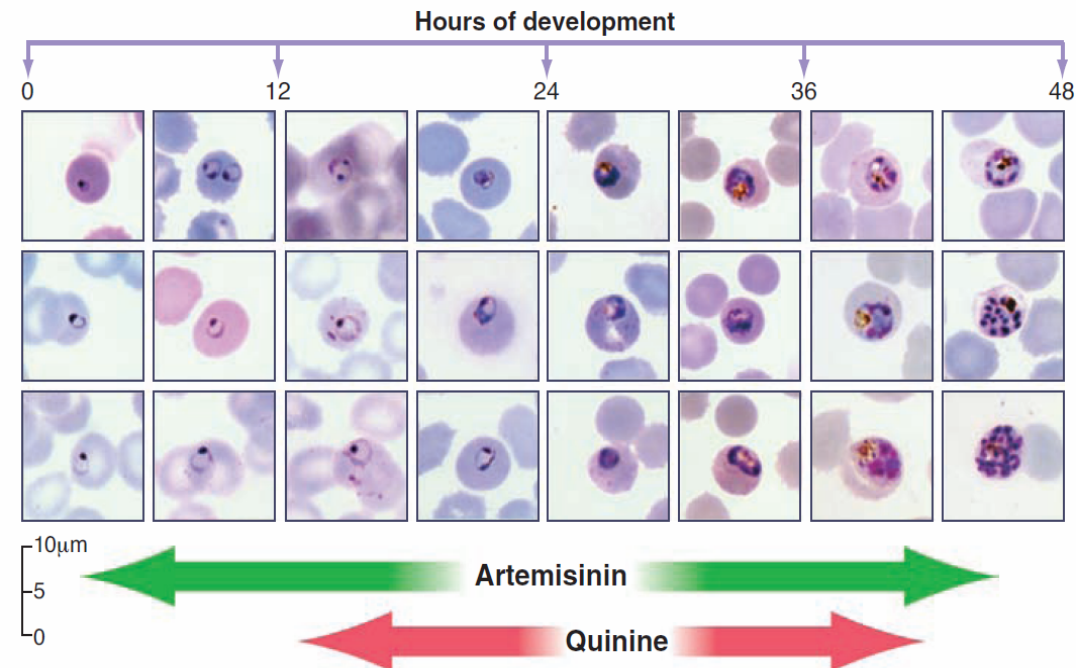 Hours of development
0 12 24 36 48
10µm
5
0
Artemisinin
Quinine